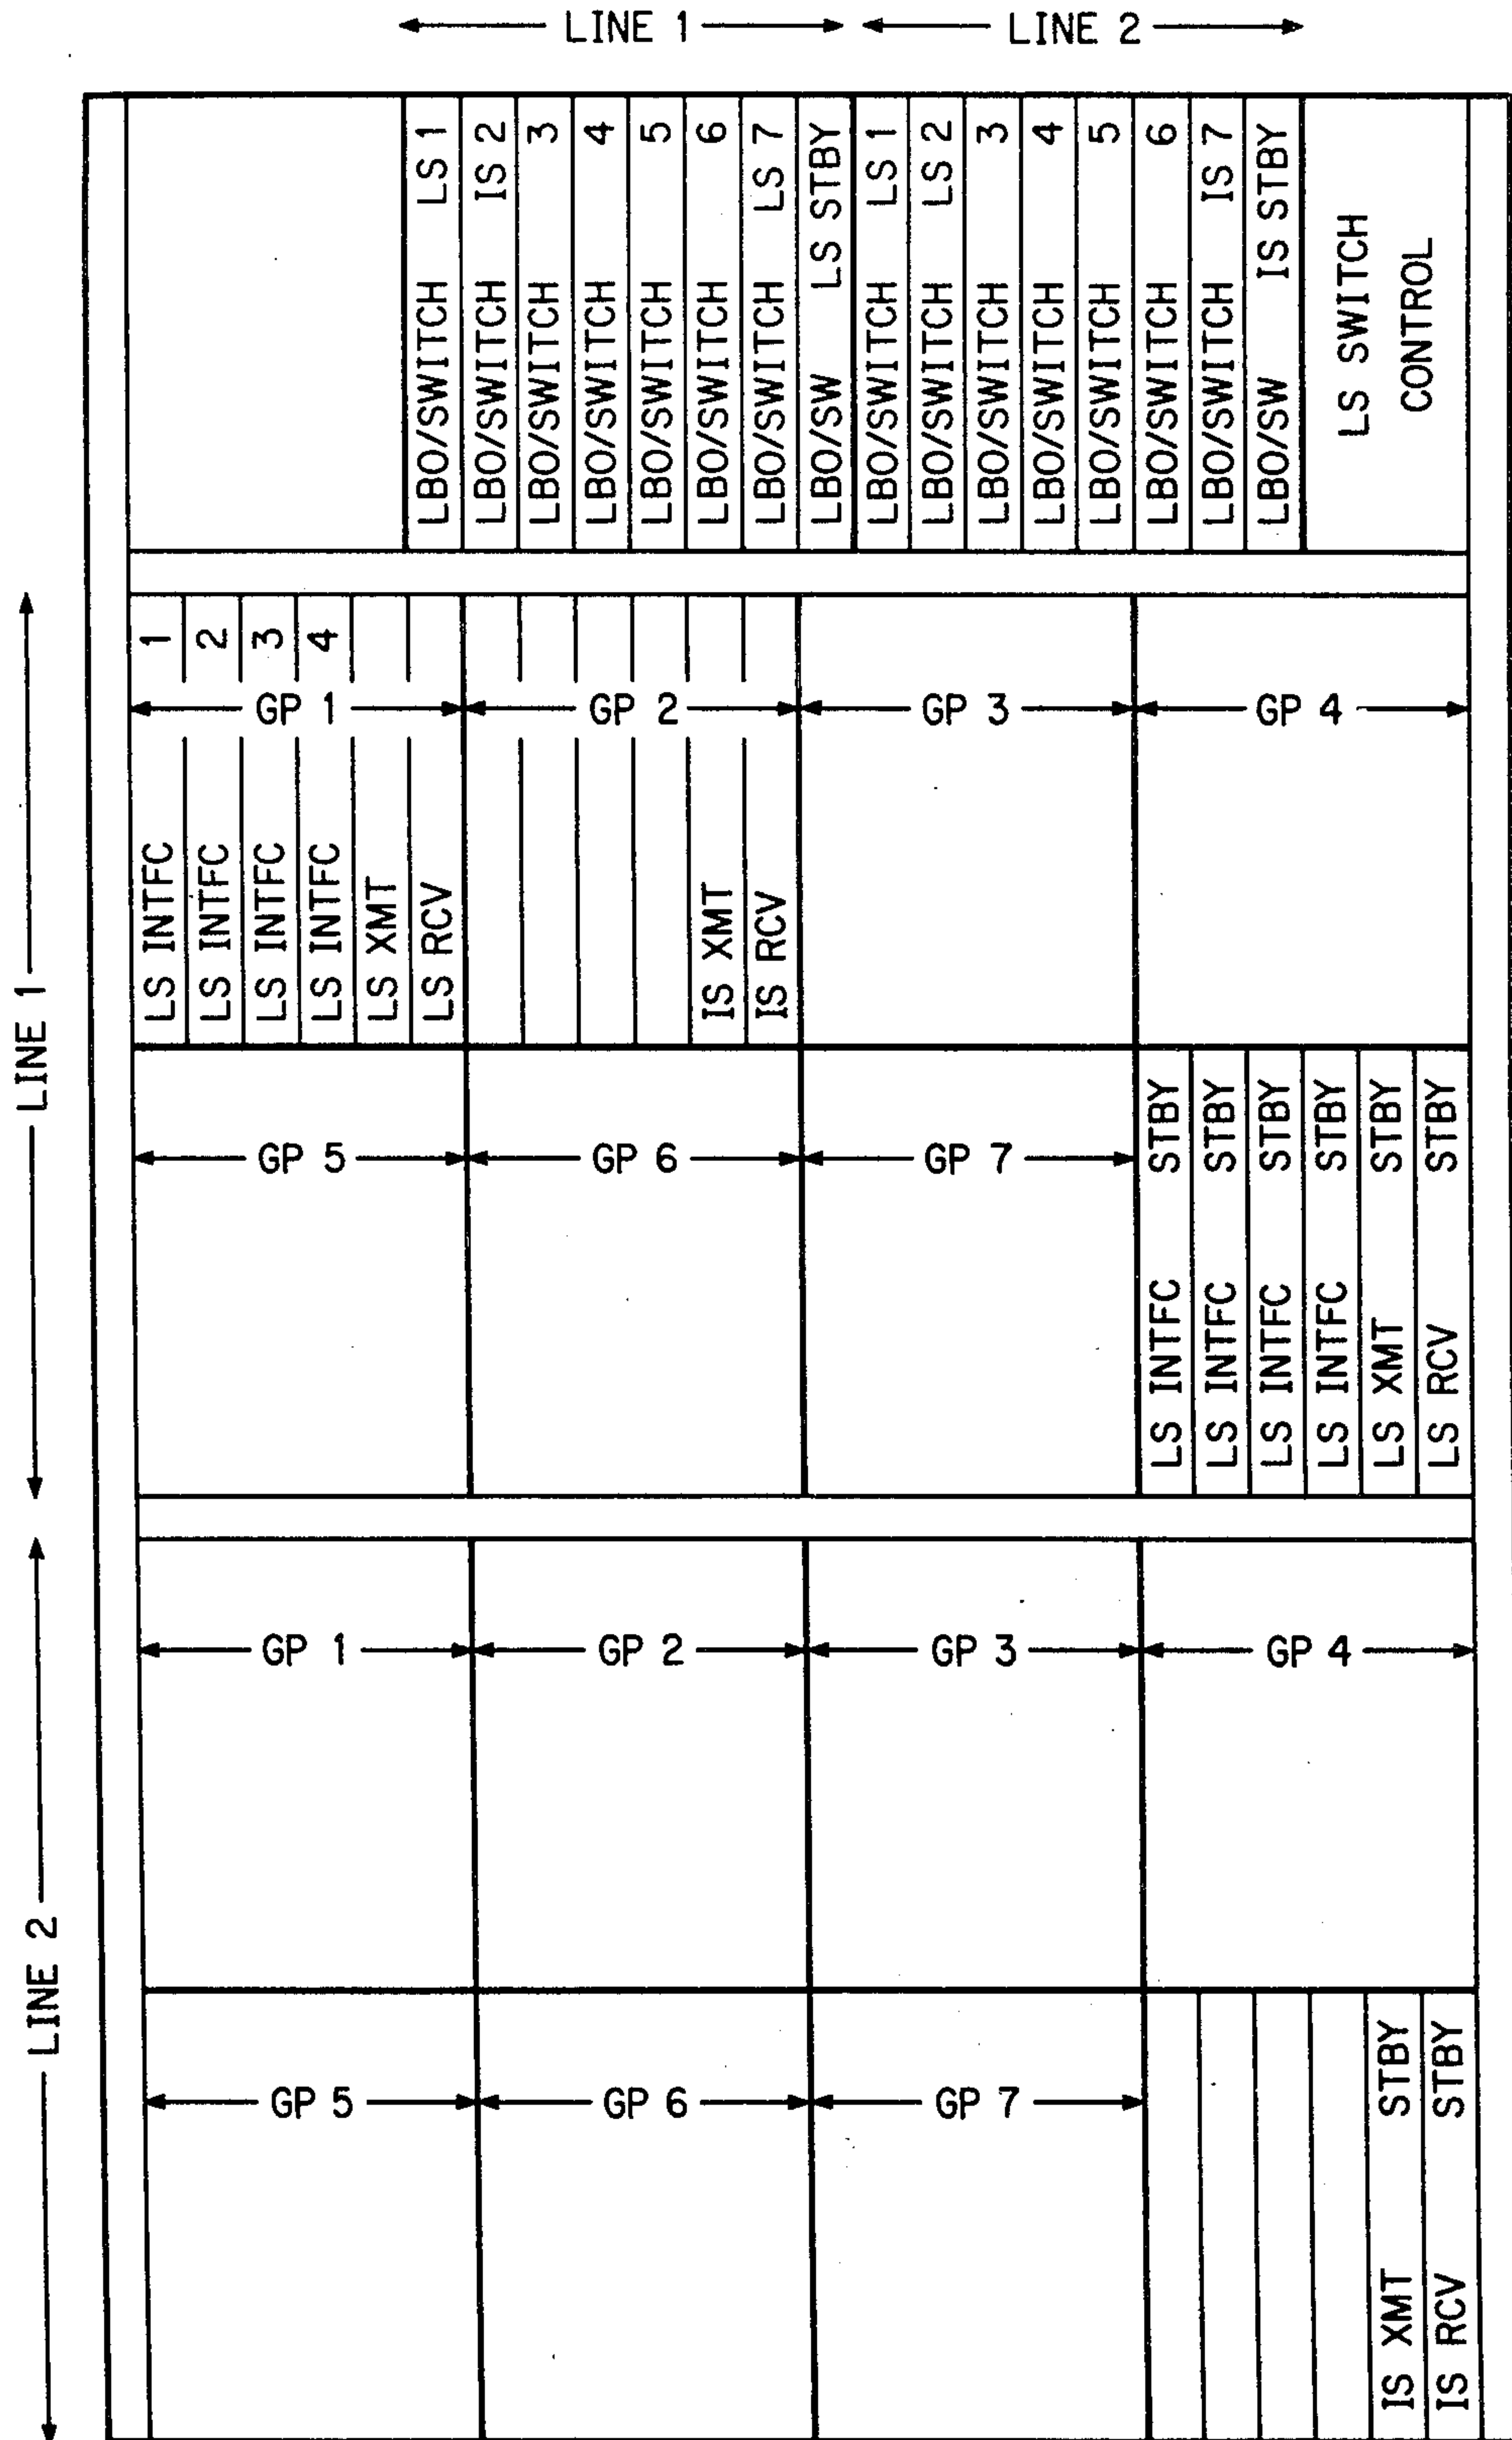 LINE 1
LINE 2
LBO/SWITCH LS 1
LBO/SWITCH IS 2
LBO/SWITCH 3
LBO/SWITCH 4
LBO/SWITCH 5
LBO/SWITCH 6
LBO/SWITCH LS 7
LBO/SW LS STBY
LBO/SWITCH LS 1
LBO/SWITCH LS 2
LBO/SWITCH 3
LBO/SWITCH 4
LBO/SWITCH 5
LBO/SWITCH 6
LBO/SWITCH IS 7
LBO/SW IS STBY
LS SWITCH
CONTROL
LINE 1
LS INTFC 1
LS INTFC 2
LS INTFC 3
LS INTFC 4
LS XMT
LS RCV
GP 1
GP 2
IS XMT
IS RCV
GP 3
GP 4
GP 5
GP 6
GP 7
LS INTFC STBY
LS INTFC STBY
LS INTFC STBY
LS INTFC STBY
LS XMT STBY
LS RCV STBY
LINE 2
GP 1
GP 2
GP 3
GP 4
GP 5
GP 6
GP 7
IS XMT STBY
IS RCV STBY